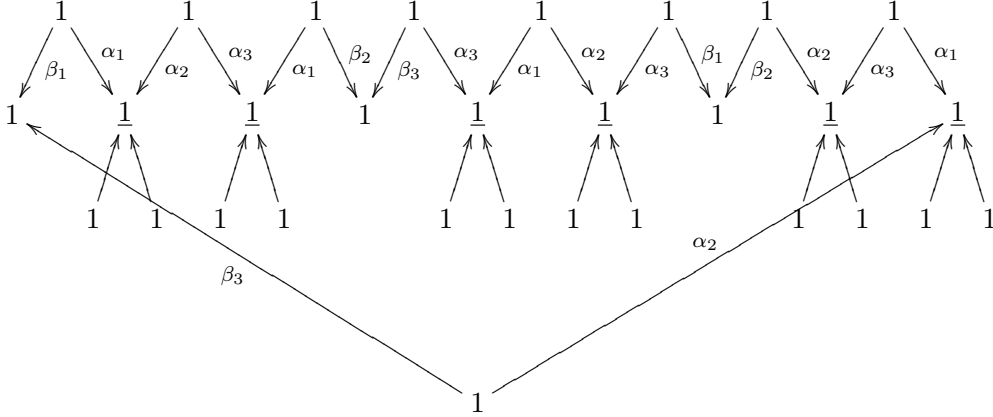 1 1 1 1 1 1 1 1
α₁ α₃ β₂ α₃ α₂ β₁ α₂ α₁
β₁ α₂ α₁ β₃ α₁ α₃ β₂ α₃
1 1 1 1 1 1 1 1 1
1 1 1 1 1 1 1 1 1 1 1 1
α₂
β₃
1